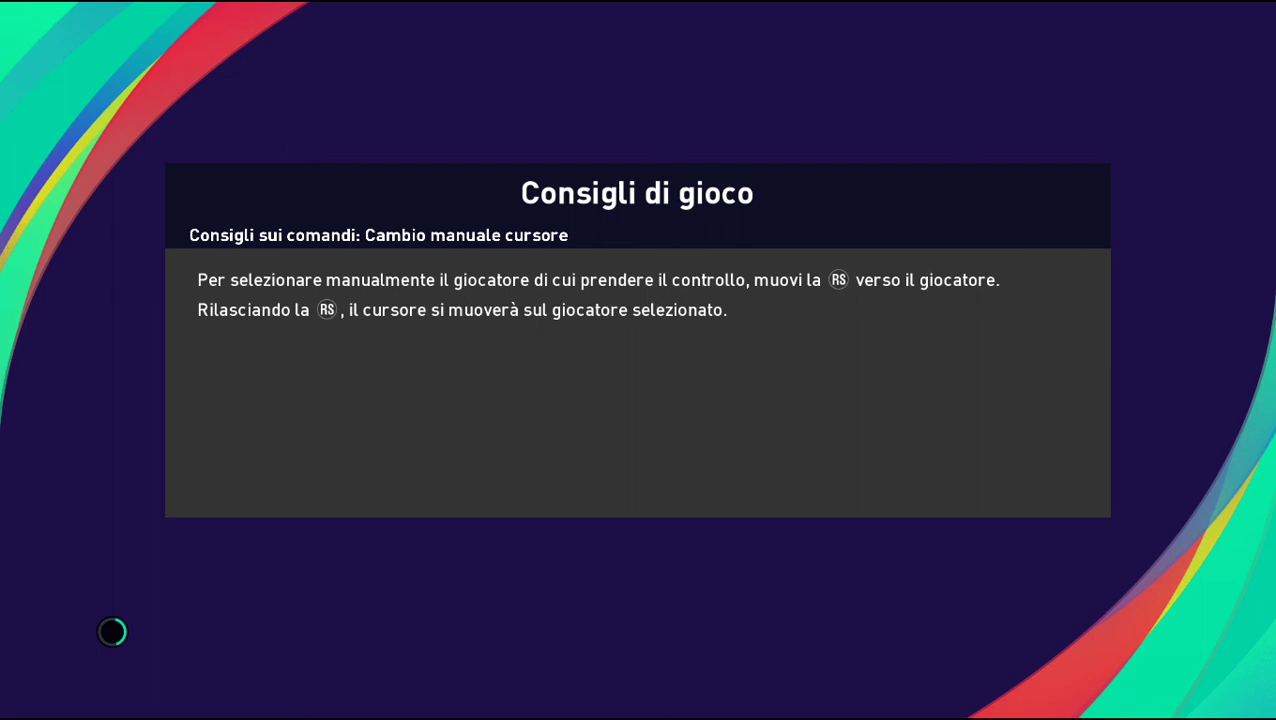 Consigli di gioco
Consigli sui comandi: Cambio manuale cursore
Per selezionare manualmente il giocatore di cui prendere il controllo, muovi la RS verso il giocatore.
Rilasciando la RS, il cursore si muoverà sul giocatore selezionato.